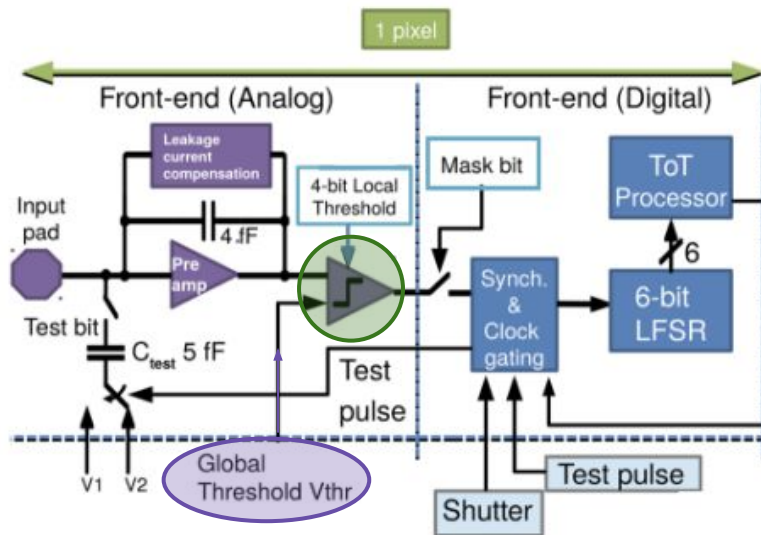 1 pixel
Front-end (Analog)
Front-end (Digital)
Leakage
current
compensation
4-bit Local
Threshold
Mask bit
ToT
Processor
Input
pad
4.fF
Pre
amp
6
Synch.
&
Clock
gating
6-bit
LFSR
Test bit
Ctest 5 fF
Test
pulse
Global
Threshold Vthr
V1
V2
Test pulse
Shutter